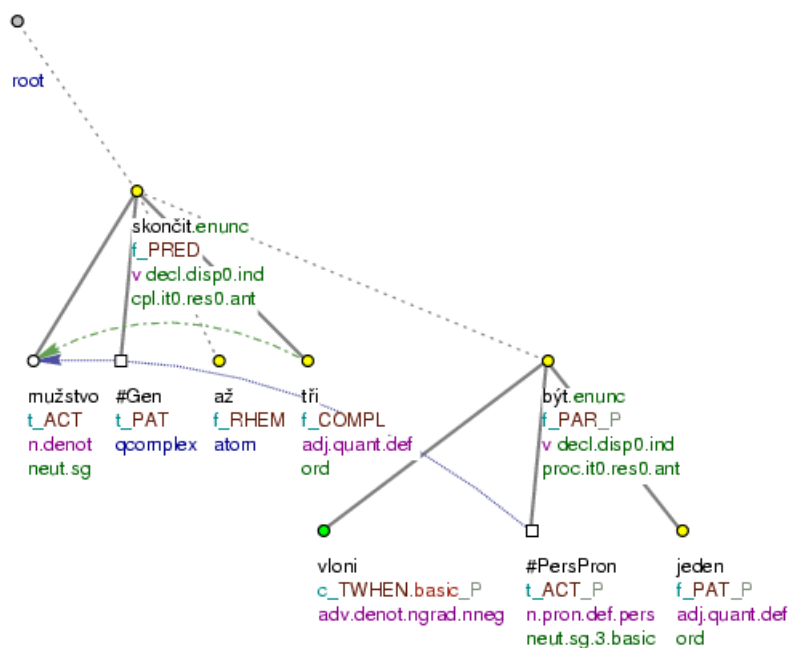 root
skončit.enunc
f_PRED
v decl.disp0.ind
cpl.it0.res0.ant
mužstvo #Gen až tři být.enunc
t_ACT t_PAT f_RHEM f_COMPL f_PAR_P
n.denot qcomplex atom adj.quant.def v decl.disp0.ind
neut.sg ord proc.it0.res0.ant
vloni #PersPron jeden
c_TWHEN.basic_P t_ACT_P f_PAT_P
adv.denot.ngrad.nneg n.pron.def.pers adj.quant.def
neut.sg.3.basic ord